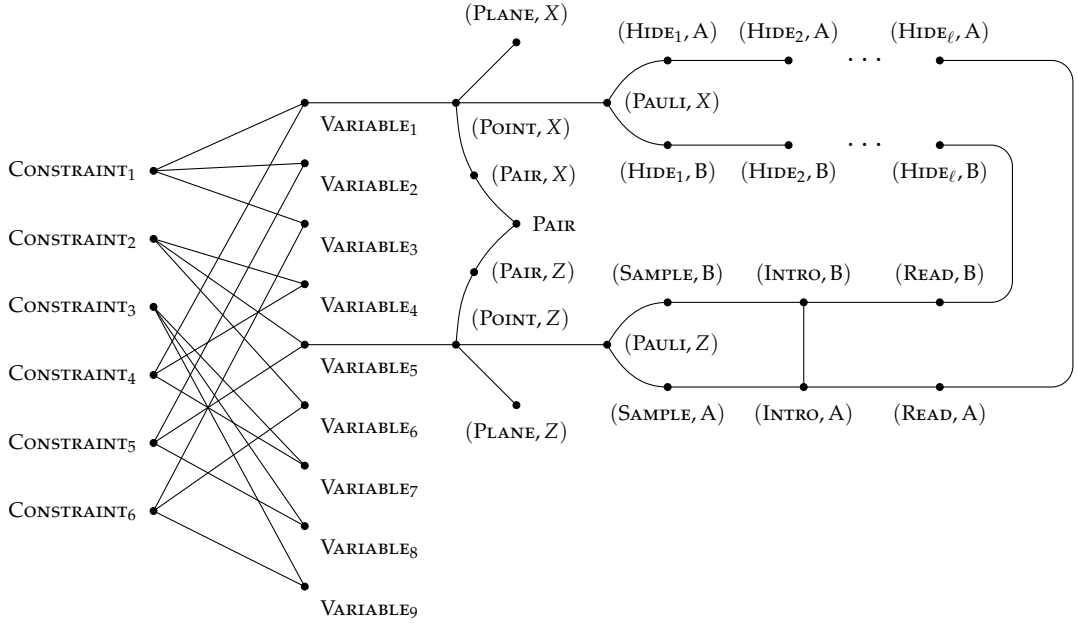 (PLANE, X)
(HIDE₁, A) (HIDE₂, A) · · · (HIDEℓ, A)
(PAULI, X)
VARIABLE₁ (POINT, X)
CONSTRAINT₁
(HIDE₁, B) (HIDE₂, B) · · · (HIDEℓ, B)
VARIABLE₂ (PAIR, X)
CONSTRAINT₂ VARIABLE₃ PAIR
(PAIR, Z) (SAMPLE, B) (INTRO, B) (READ, B)
CONSTRAINT₃ VARIABLE₄ (POINT, Z)
(PAULI, Z)
CONSTRAINT₄ VARIABLE₅
(SAMPLE, A) (INTRO, A) (READ, A)
VARIABLE₆ (PLANE, Z)
CONSTRAINT₅
VARIABLE₇
CONSTRAINT₆
VARIABLE₈
VARIABLE₉